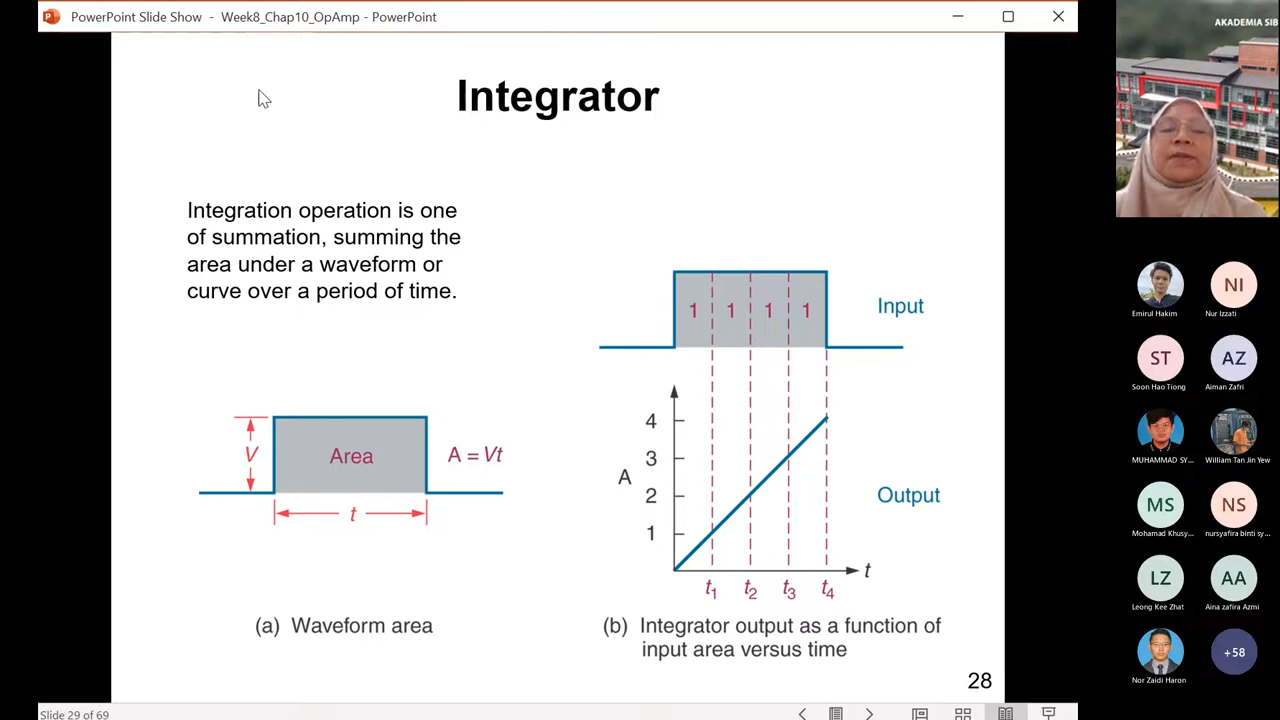 PowerPoint Slide Show - Week8_Chap10_OpAmp - PowerPoint
AKADEMIA SIB
Integrator
Integration operation is one
of summation, summing the
area under a waveform or
curve over a period of time.
V
Area
A = Vt
t
(a) Waveform area
1 1 1 1
Input
4
3
A
2
1
Output
t
t1 t2 t3 t4
(b) Integrator output as a function of
input area versus time
28
Slide 29 of 69
Emirul Hakim
NI
Nur Izzati
ST
Soon Hao Tiong
AZ
Aiman Zafri
MUHAMMAD SY...
William Tan Jin Yew
MS
Mohamad Khusy...
NS
nursyafira binti sy...
LZ
Leong Kee Zhat
AA
Aina zafira Azmi
Nor Zaidi Haron
+58